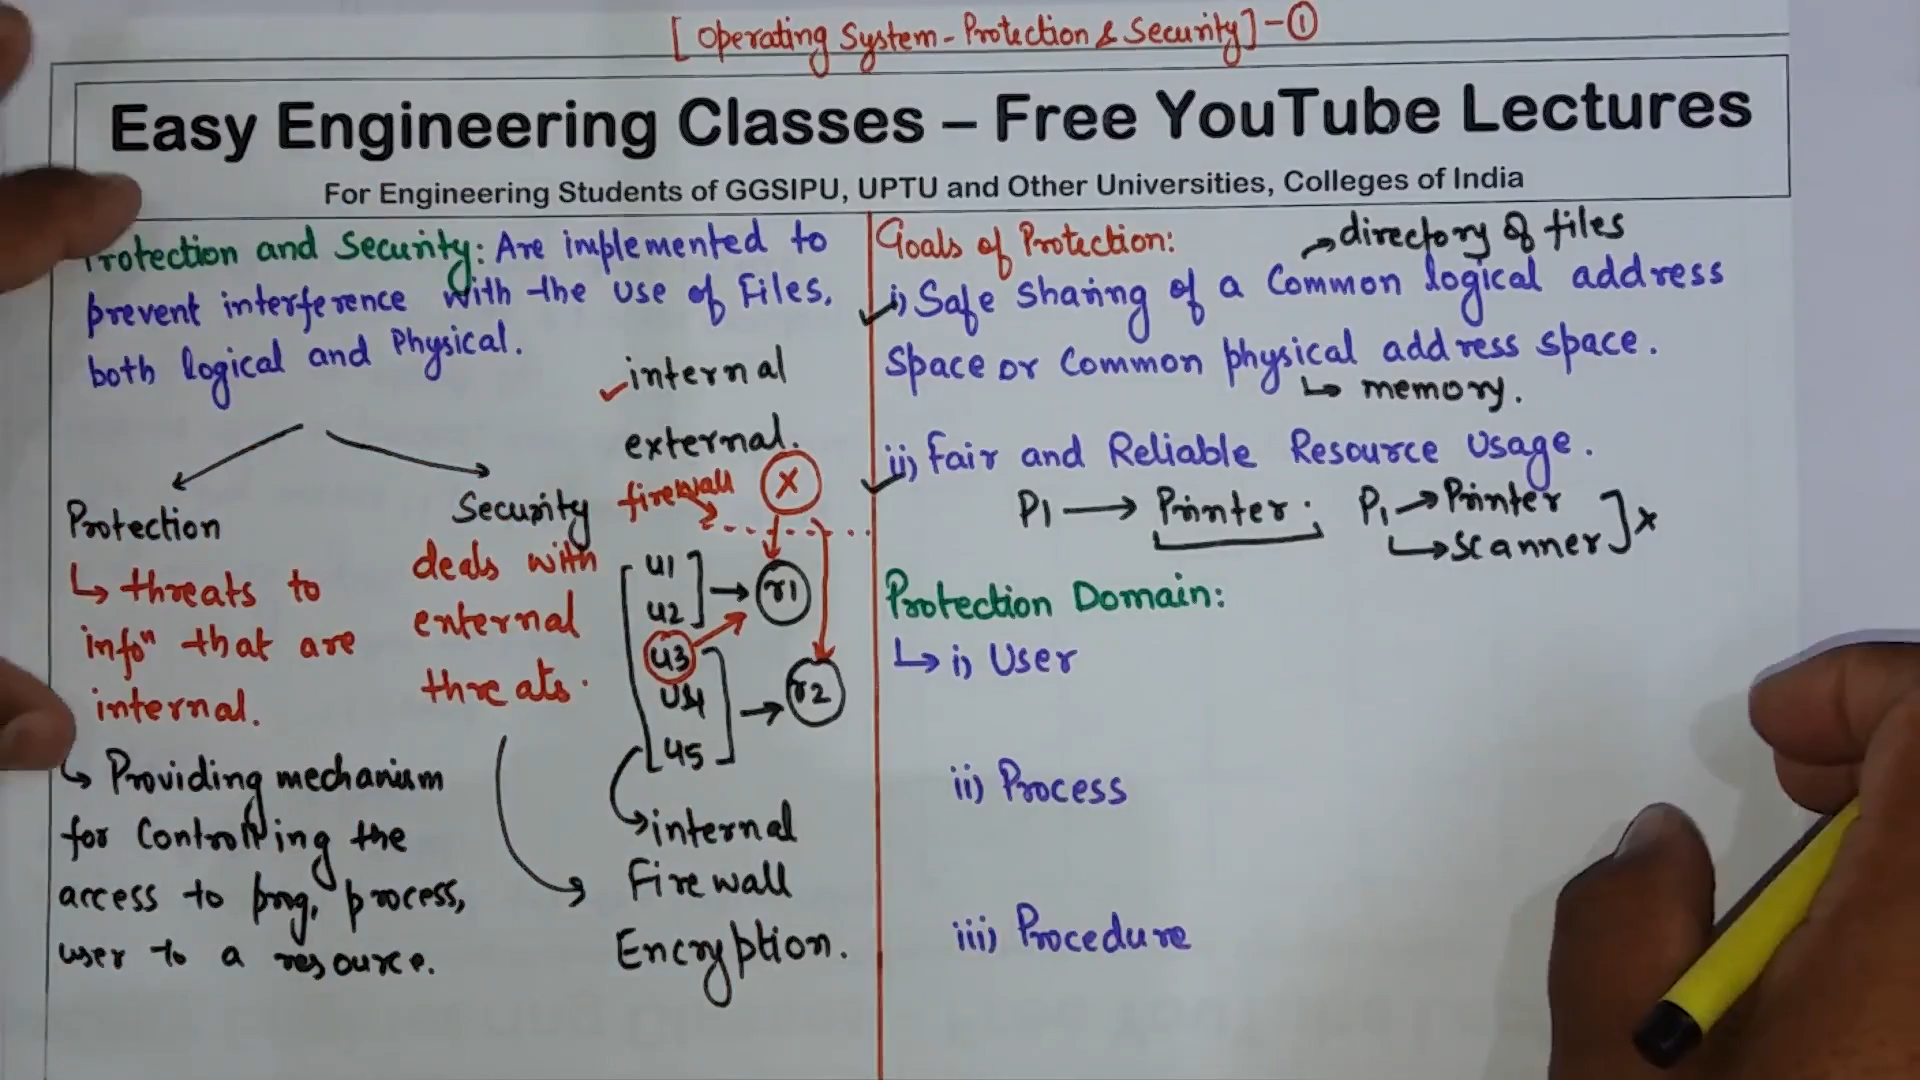 [Operating System - Protection & Security] - ①
Easy Engineering Classes – Free YouTube Lectures
For Engineering Students of GGSIPU, UPTU and Other Universities, Colleges of India
Protection and Security: Are implemented to
prevent interference with the use of Files,
both logical and Physical.
internal
external.
Protection
↳ threats to
infoⁿ that are
internal.
↳ Providing mechanism
for Controlling the
access to prog, process,
user to a resource.
Security
deals with
external
threats.
firewall
X
u1
u2
u3
u4
u5
r1
r2
internal
Firewall
Encryption.
Goals of Protection:
→ directory of files
i) Safe Sharing of a Common logical address
Space or Common physical address space.
↳ memory.
ii) Fair and Reliable Resource Usage.
P1 → Printer. P1 → Printer
↳ Scanner ] x
Protection Domain:
↳ i) User
ii) Process
iii) Procedure